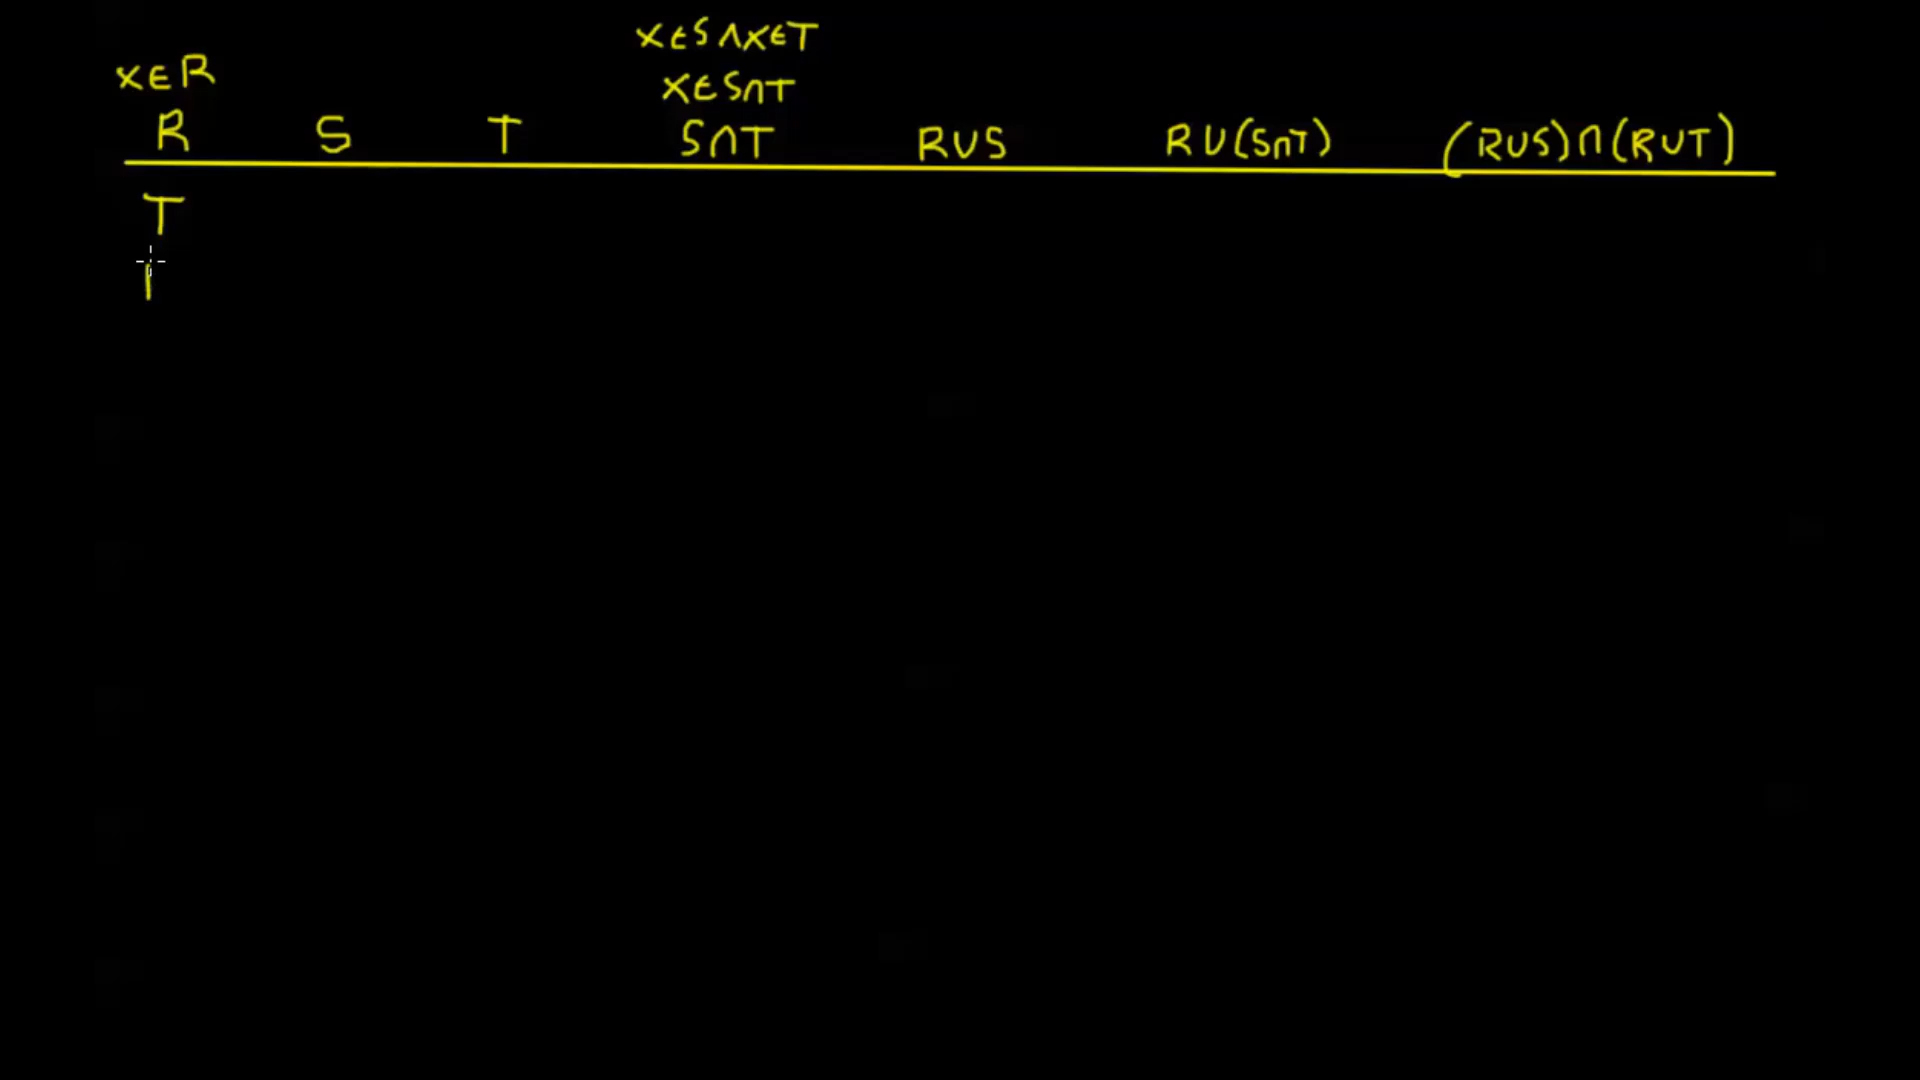 x∈S∧x∈T
x∈R x∈S∩T
R S T S∩T R∪S R∪(S∩T) (R∪S)∩(R∪T)
T